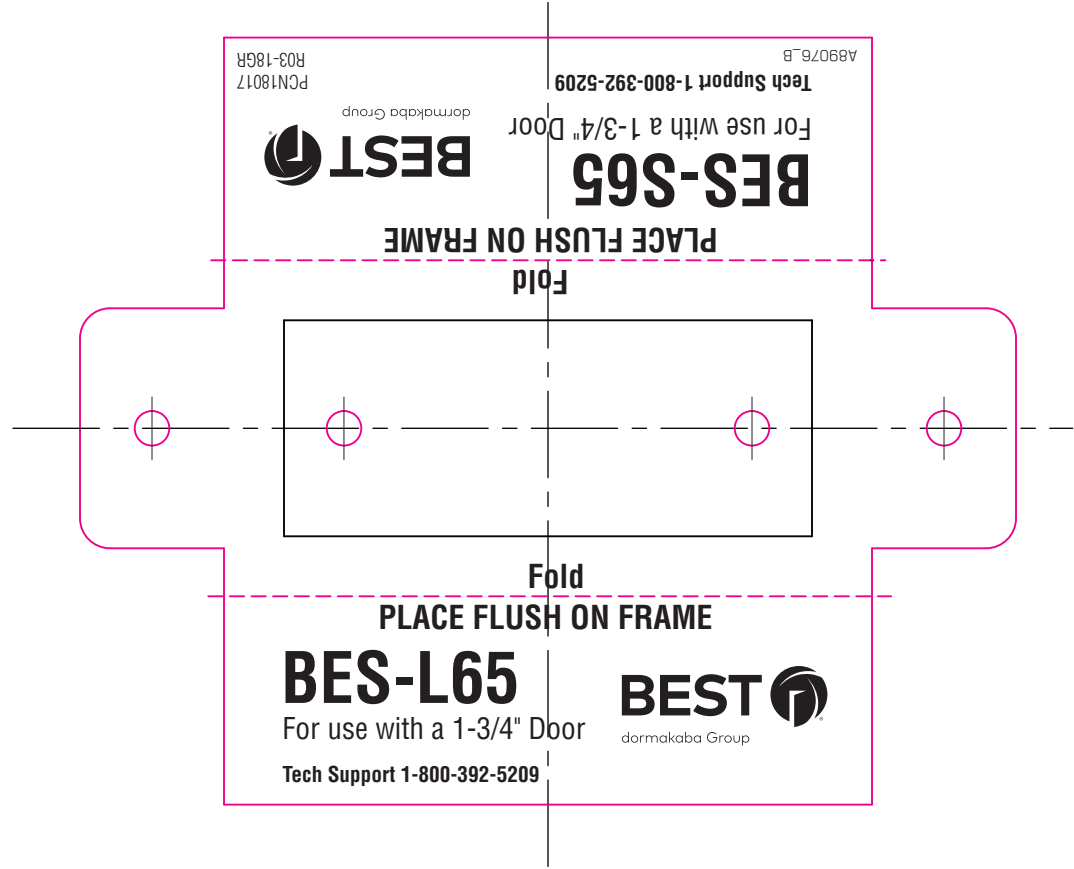 A89076_B
Tech Support 1-800-392-5209
For use with a 1-3/4" Door
BES-S65
PCN18017
R03-18GR
dormakaba Group
BEST
PLACE FLUSH ON FRAME
Fold
Fold
PLACE FLUSH ON FRAME
BES-L65
For use with a 1-3/4" Door
Tech Support 1-800-392-5209
BEST
®
dormakaba Group